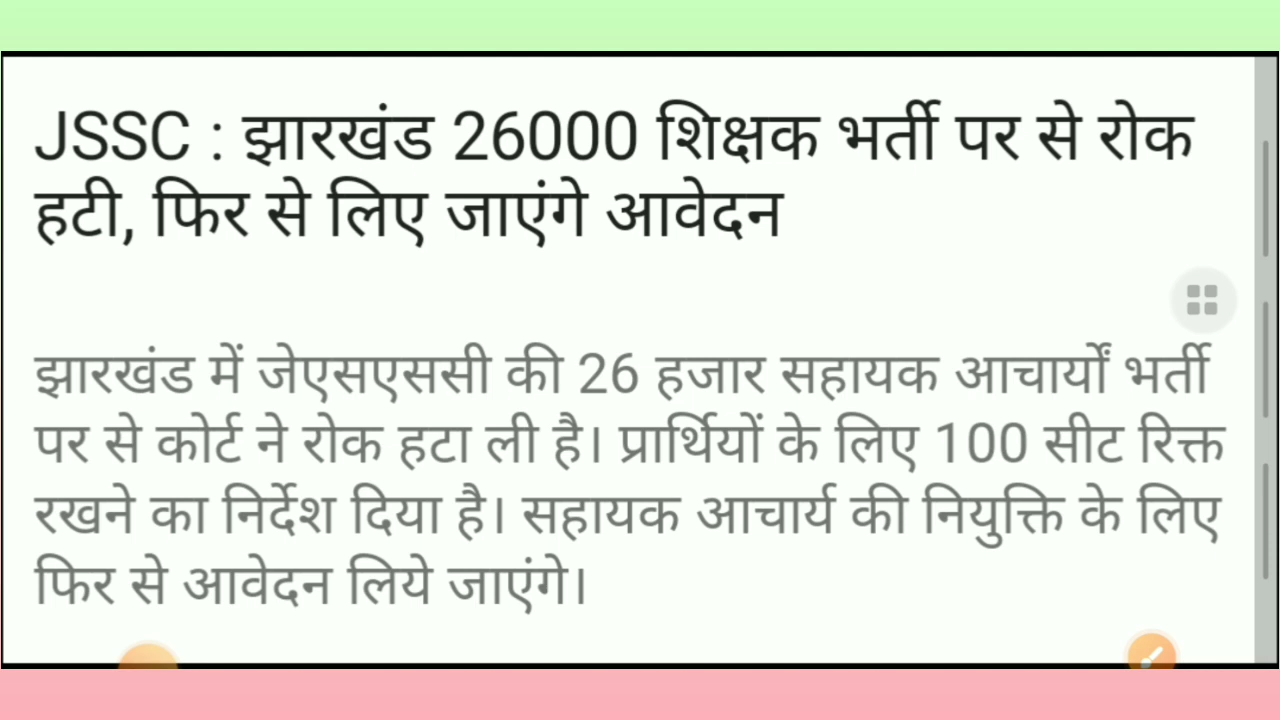 JSSC : झारखंड 26000 शिक्षक भर्ती पर से रोक
हटी, फिर से लिए जाएंगे आवेदन
झारखंड में जेएसएससी की 26 हजार सहायक आचार्यों भर्ती
पर से कोर्ट ने रोक हटा ली है। प्रार्थियों के लिए 100 सीट रिक्त
रखने का निर्देश दिया है। सहायक आचार्य की नियुक्ति के लिए
फिर से आवेदन लिये जाएंगे।